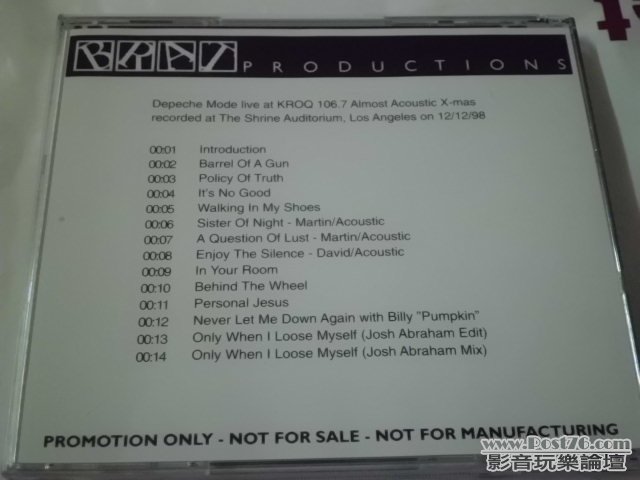 BRAT PRODUCTIONS
Depeche Mode live at KROQ 106.7 Almost Acoustic X-mas
recorded at The Shrine Auditorium, Los Angeles on 12/12/98
00:01 Introduction
00:02 Barrel Of A Gun
00:03 Policy Of Truth
00:04 It's No Good
00:05 Walking In My Shoes
00:06 Sister Of Night - Martin/Acoustic
00:07 A Question Of Lust - Martin/Acoustic
00:08 Enjoy The Silence - David/Acoustic
00:09 In Your Room
00:10 Behind The Wheel
00:11 Personal Jesus
00:12 Never Let Me Down Again with Billy "Pumpkin"
00:13 Only When I Loose Myself (Josh Abraham Edit)
00:14 Only When I Loose Myself (Josh Abraham Mix)
PROMOTION ONLY - NOT FOR SALE - NOT FOR MANUFACTURING
www.Post76.com
影音玩樂論壇